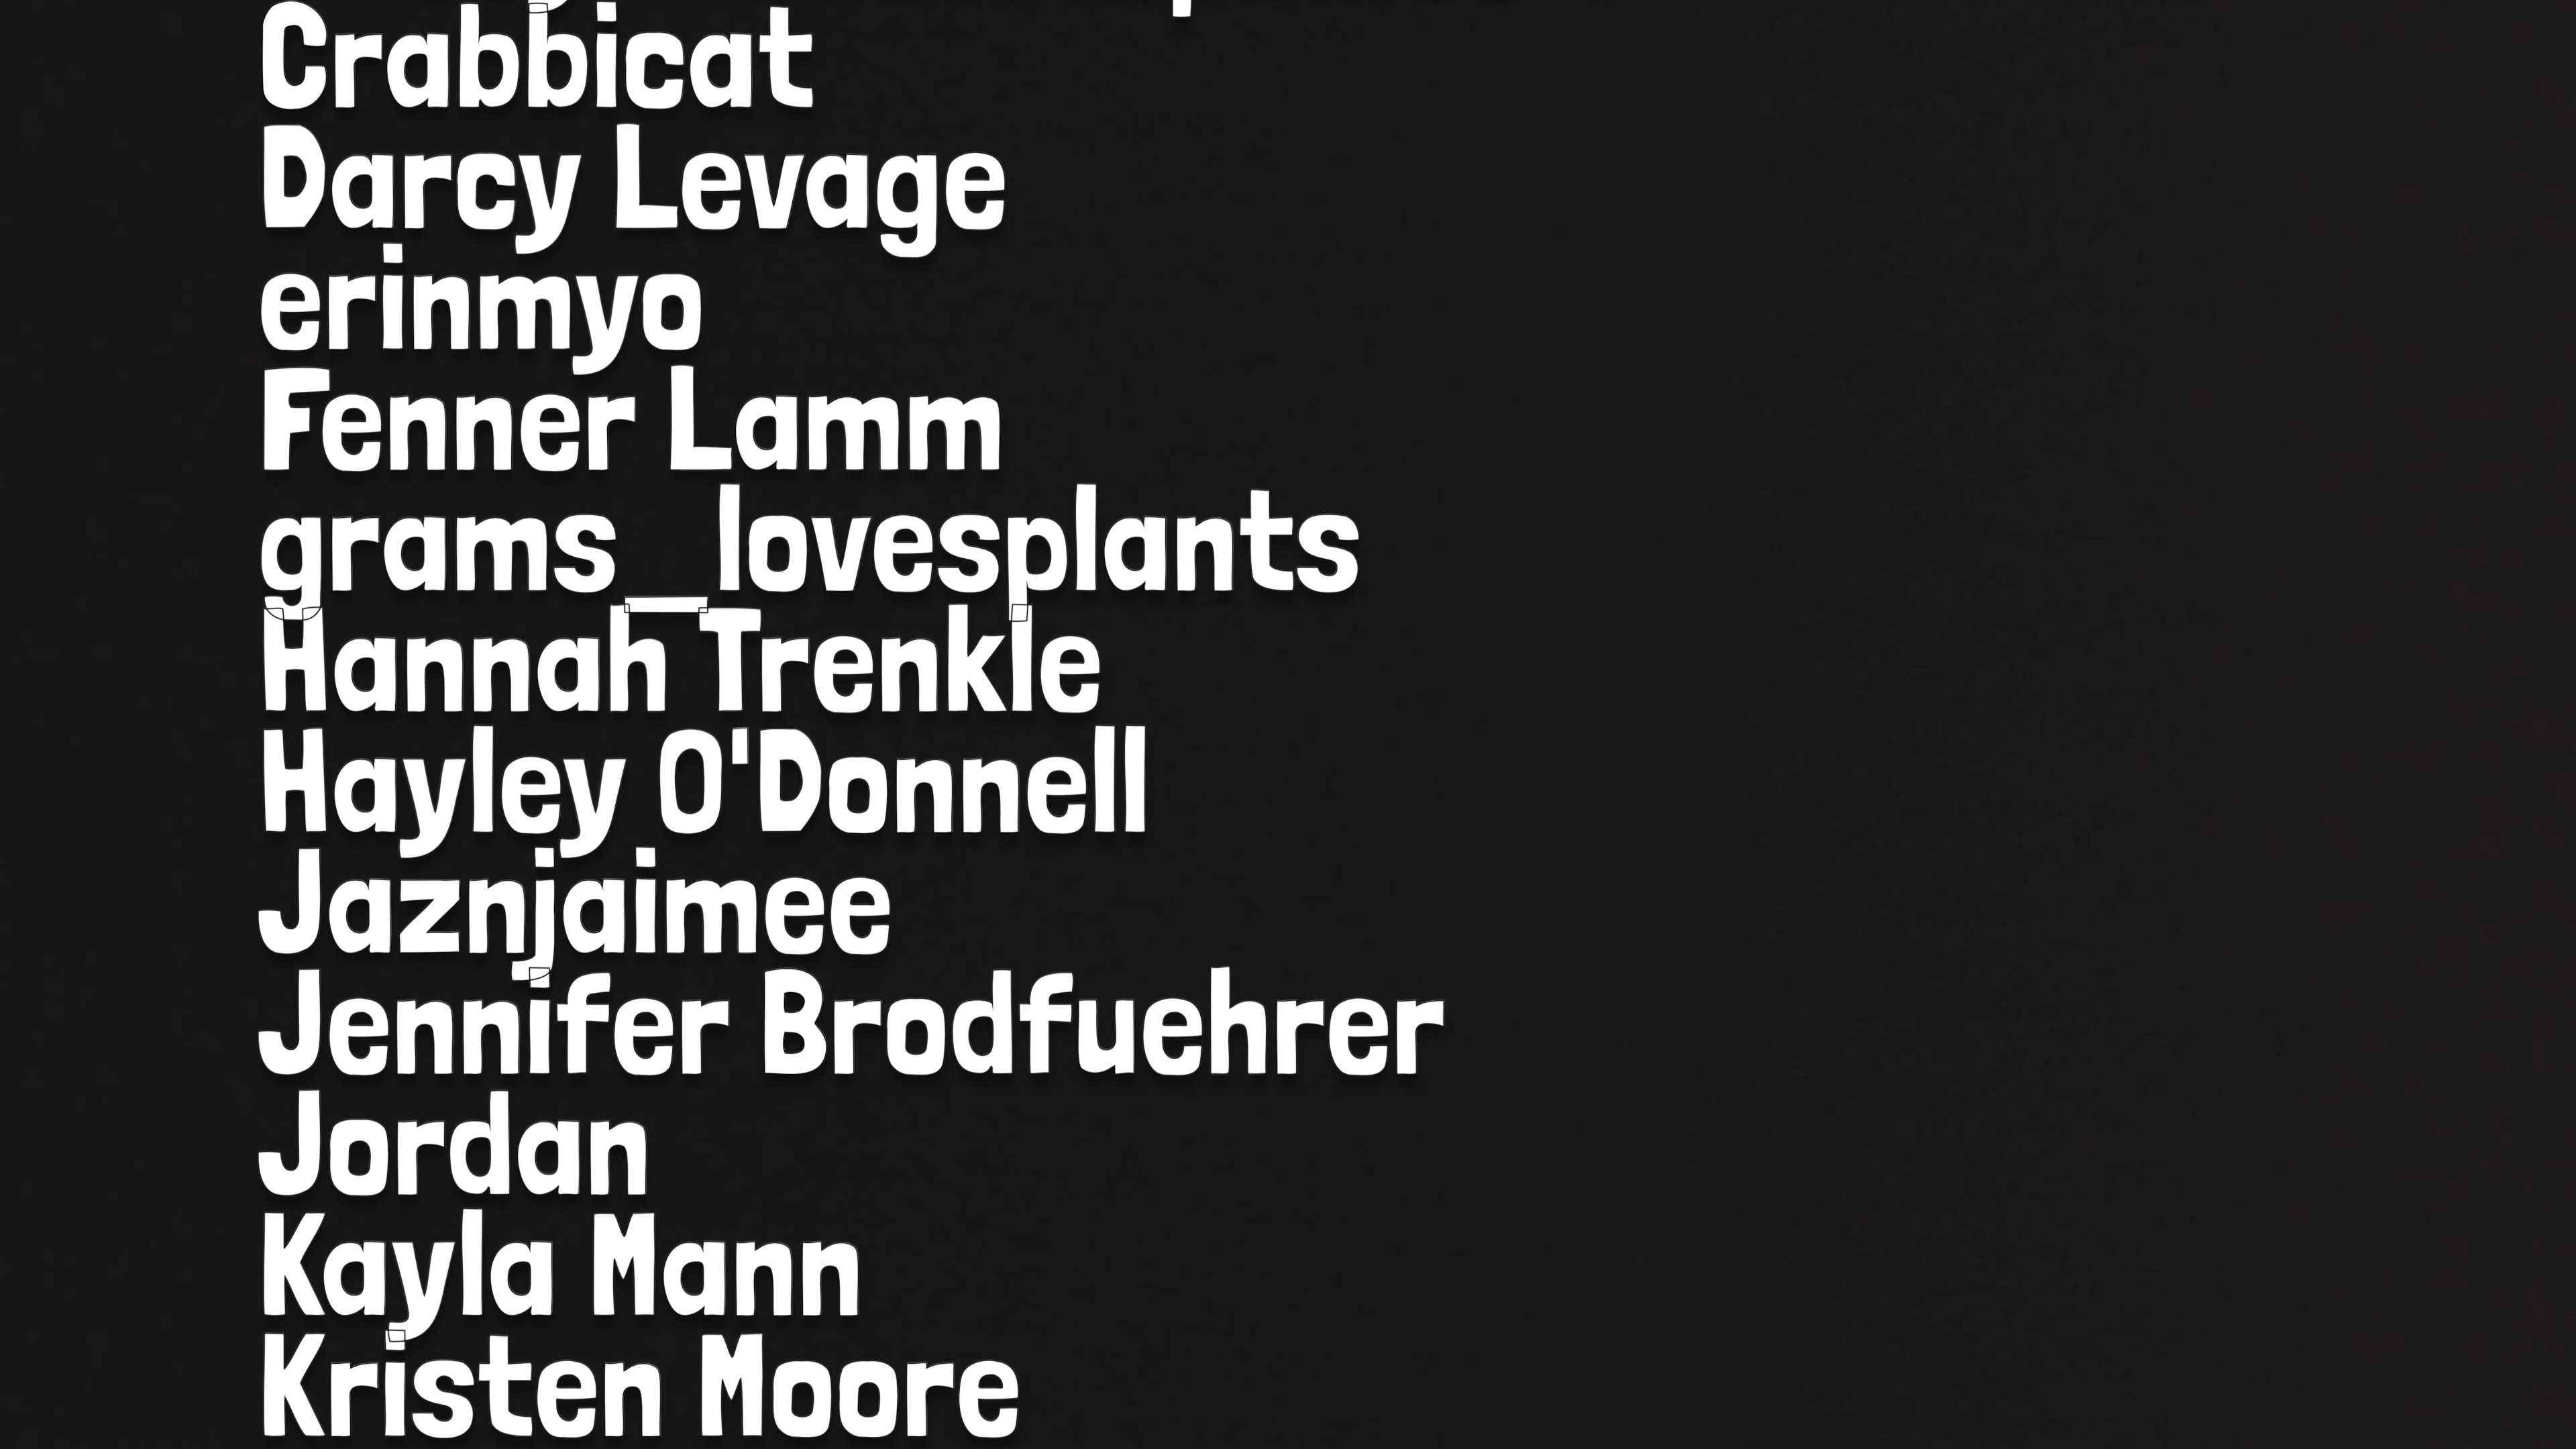 Crabbicat
Darcy Levage
erinmyo
Fenner Lamm
grams_lovesplants
Hannah Trenkle
Hayley O'Donnell
Jaznjaimee
Jennifer Brodfuehrer
Jordan
Kayla Mann
Kristen Moore